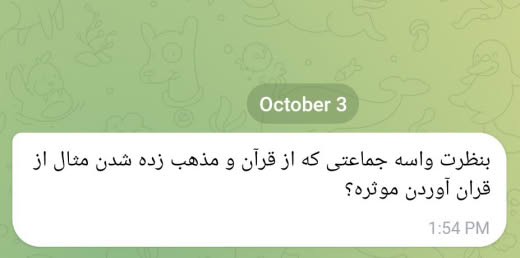 October 3
بنظرت واسه جماعتی که از قرآن و مذهب زده شدن مثال از
قران آوردن موثره؟
1:54 PM